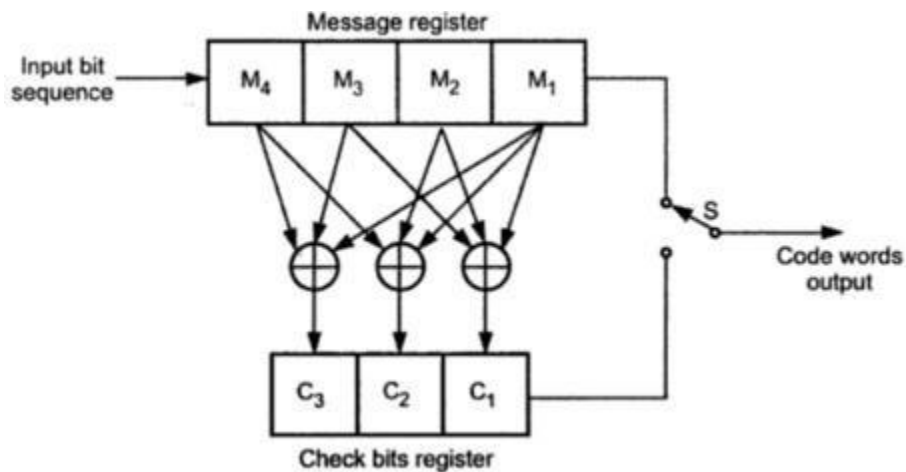 Message register
Input bit
sequence
M₄ M₃ M₂ M₁
S
Code words
output
C₃ C₂ C₁
Check bits register